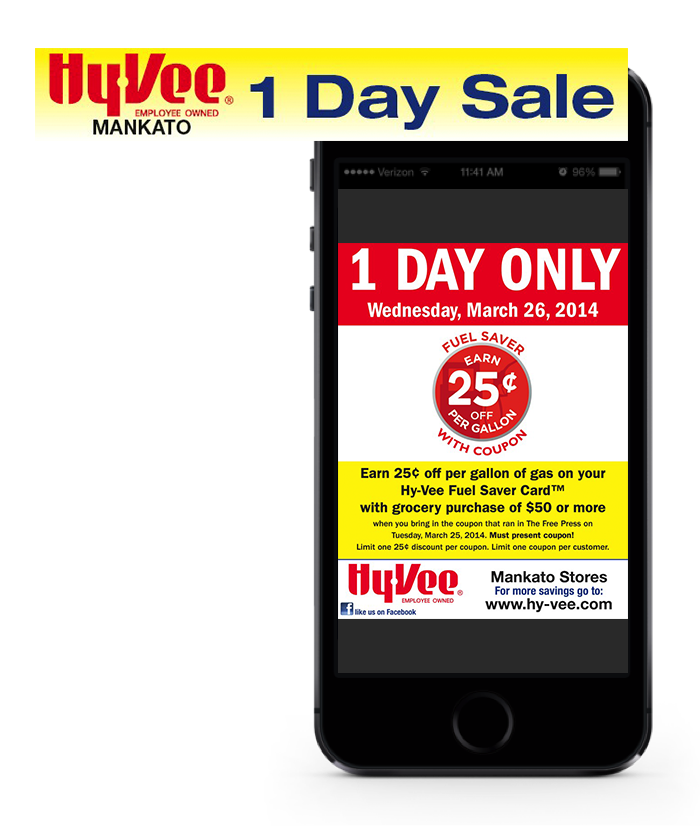 HyVee®
EMPLOYEE OWNED
MANKATO
1 Day Sale
Verizon 11:41 AM 96%
1 DAY ONLY
Wednesday, March 26, 2014
FUEL SAVER
EARN
25¢
OFF
PER GALLON
WITH COUPON
Earn 25¢ off per gallon of gas on your
Hy-Vee Fuel Saver Card™
with grocery purchase of $50 or more
when you bring in the coupon that ran in The Free Press on
Tuesday, March 25, 2014. Must present coupon!
Limit one 25¢ discount per coupon. Limit one coupon per customer.
HyVee®
EMPLOYEE OWNED
f like us on Facebook
Mankato Stores
For more savings go to:
www.hy-vee.com